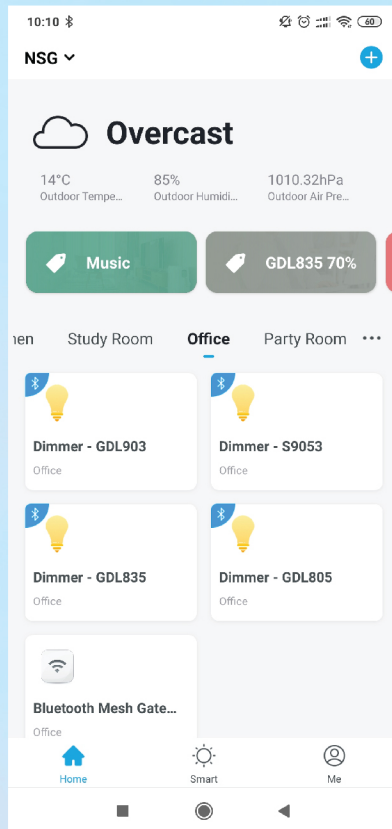 10:10 60
NSG
Overcast
14°C 85% 1010.32hPa
Outdoor Tempe... Outdoor Humidi... Outdoor Air Pre...
Music GDL835 70%
nen Study Room Office Party Room ...
Dimmer - GDL903 Dimmer - S9053
Office Office
Dimmer - GDL835 Dimmer - GDL805
Office Office
Bluetooth Mesh Gate...
Office
Home Smart Me